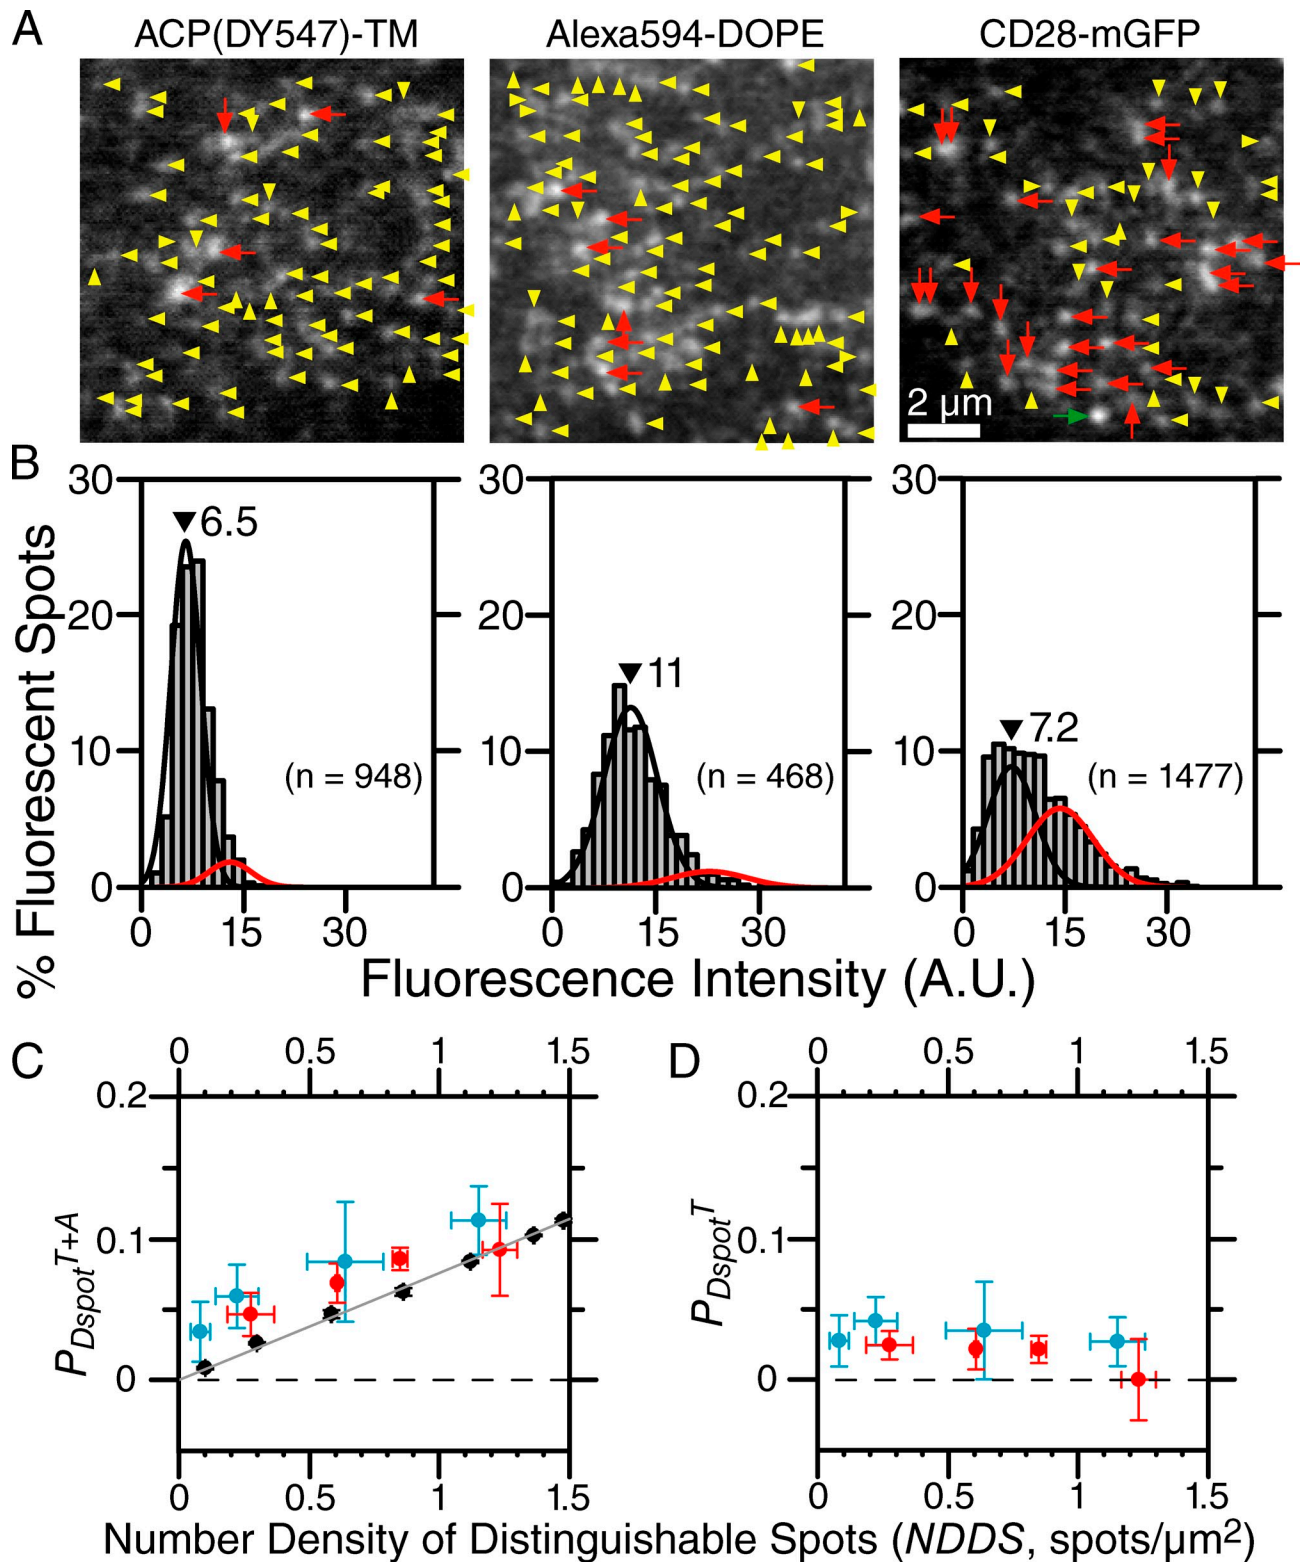 A
ACP(DY547)-TM
Alexa594-DOPE
CD28-mGFP
2 μm
B
% Fluorescent Spots
30
20
10
0
6.5
(n = 948)
0 15 30
30
20
10
0
11
(n = 468)
0 15 30
30
20
10
0
7.2
(n = 1477)
0 15 30
Fluorescence Intensity (A.U.)
C
0 0.5 1 1.5
P_Dspot^T+A
0.2
0.1
0
0 0.5 1 1.5
D
0 0.5 1 1.5
P_Dspot^T
0.2
0.1
0
0 0.5 1 1.5
Number Density of Distinguishable Spots (NDDS, spots/μm²)